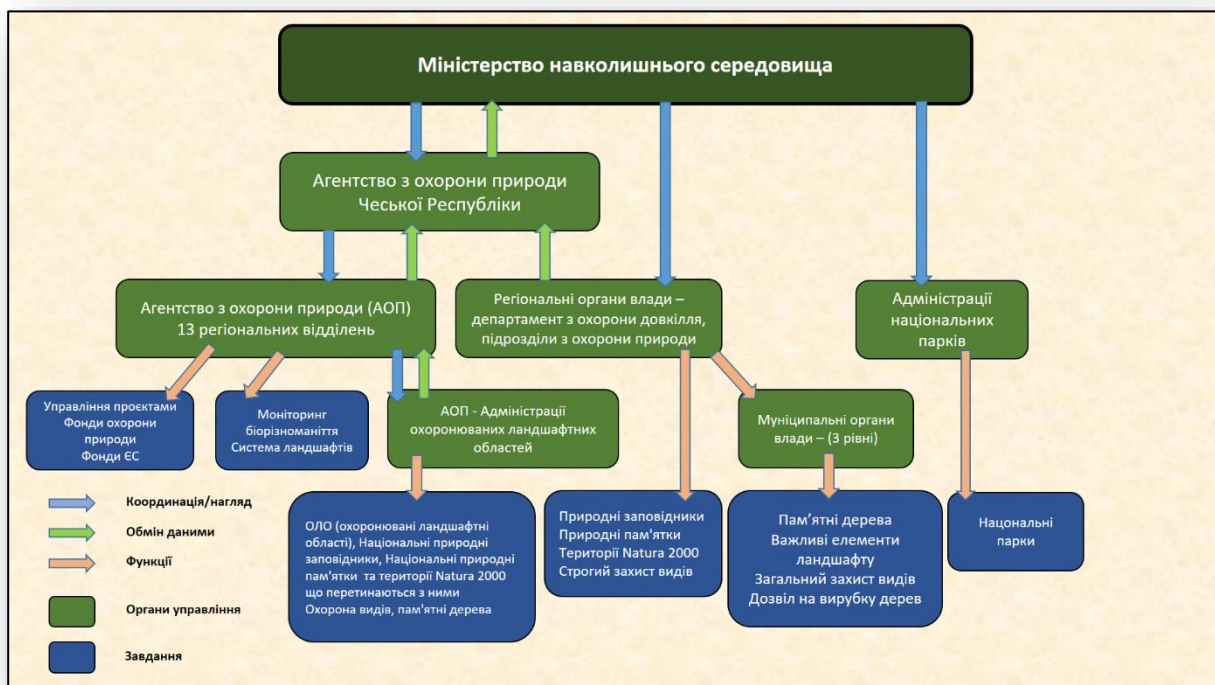 Міністерство навколишнього середовища
Агентство з охорони природи
Чеської Республіки
Агентство з охорони природи (АОП)
13 регіональних відділень
Регіональні органи влади –
департамент з охорони довкілля,
підрозділи з охорони природи
Адміністрації
національних
парків
Управління проєктами
Фонди охорони
природи
Фонди ЄС
Моніторинг
біорізноманіття
Система ландшафтів
АОП - Адміністрації
охоронюваних ландшафтних
областей
Муніципальні органи
влади – (3 рівні)
ОЛО (охоронювані ландшафтні
області), Національні природні
заповідники, Національні природні
пам'ятки та території Natura 2000
що перетинаються з ними
Охорона видів, пам'ятні дерева
Природні заповідники
Природні пам'ятки
Території Natura 2000
Строгий захист видів
Пам’ятні дерева
Важливі елементи
ландшафту
Загальний захист видів
Дозвіл на вирубку дерев
Нацональні
парки
Координація/нагляд
Обмін даними
Функції
Органи управління
Завдання